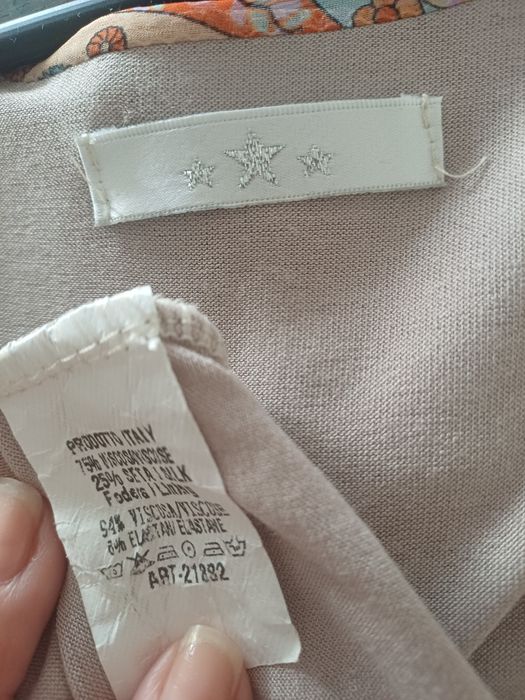 PRODOTTO ITALY
75% VISCOSA/VISCOSE
25% SETA / SILK
Fodera / Lining
94% VISCOSA/VISCOSE
6% ELASTAN/ELASTANE
ART-21882